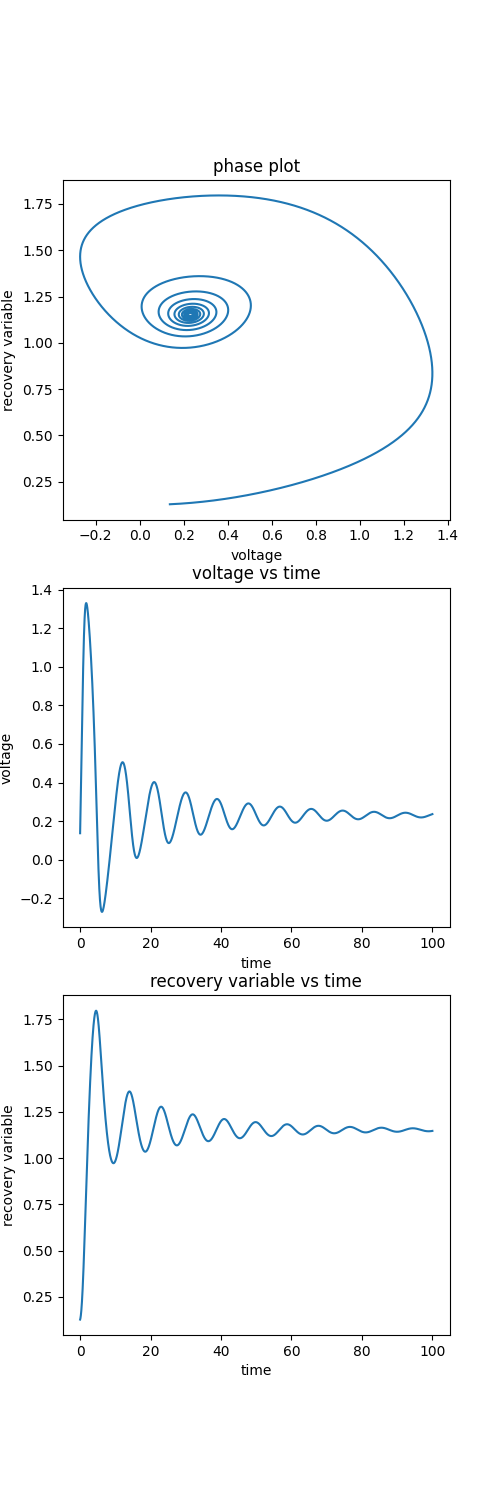 phase plot
1.75
1.50
1.25
1.00
0.75
0.50
0.25
recovery variable
−0.2 0.0 0.2 0.4 0.6 0.8 1.0 1.2 1.4
voltage
voltage vs time
1.4
1.2
1.0
0.8
0.6
0.4
0.2
0.0
−0.2
voltage
0 20 40 60 80 100
time
recovery variable vs time
1.75
1.50
1.25
1.00
0.75
0.50
0.25
recovery variable
0 20 40 60 80 100
time